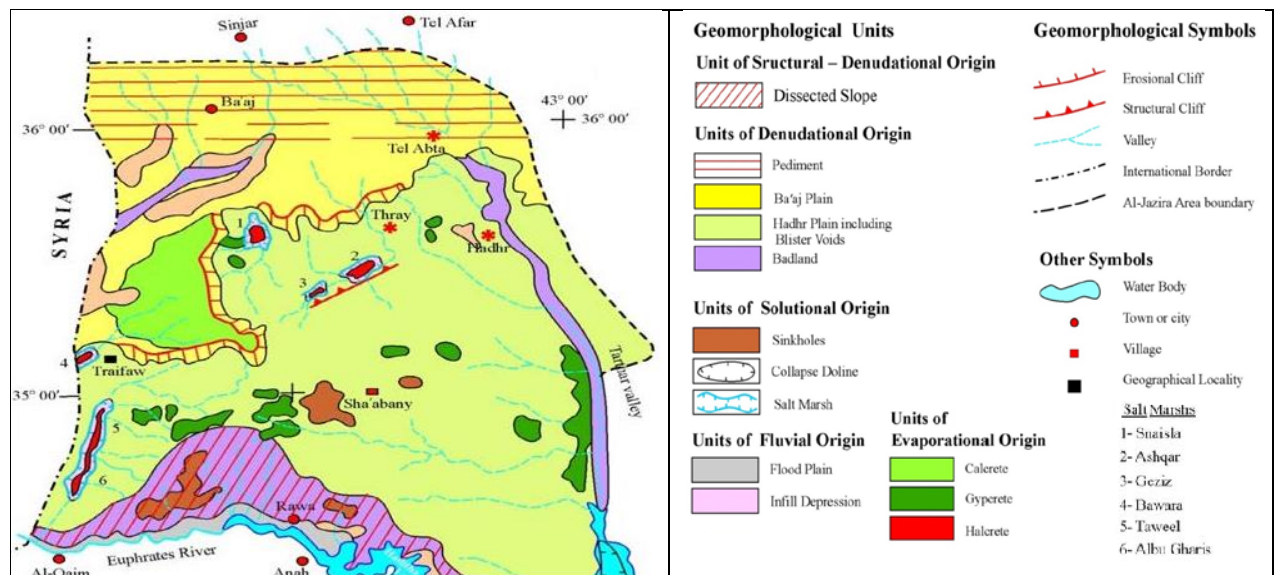 Sinjar
Tel Afar
Ba'aj
43° 00'
36° 00'
36° 00'
Tel Abta
SYRIA
Thray
Hadhr
1
2
3
4
Traifaw
Tarthar valley
35° 00'
Sha'abany
5
6
Rawa
Euphrates River
Al-Qaim
Anah
Geomorphological Units
Unit of Sructural – Denudational Origin
Dissected Slope
Units of Denudational Origin
Pediment
Ba'aj Plain
Hadhr Plain including
Blister Voids
Badland
Units of Solutional Origin
Sinkholes
Collapse Doline
Salt Marsh
Units of Fluvial Origin
Flood Plain
Infill Depression
Units of
Evaporational Origin
Calcrete
Gyperete
Halcrete
Geomorphological Symbols
Erosional Cliff
Structural Cliff
Valley
International Border
Al-Jazira Area boundary
Other Symbols
Water Body
Town or city
Village
Geographical Locality
Salt Marshs
1- Snaisla
2- Ashqar
3- Geziz
4- Bawara
5- Taweel
6- Albu Gharis